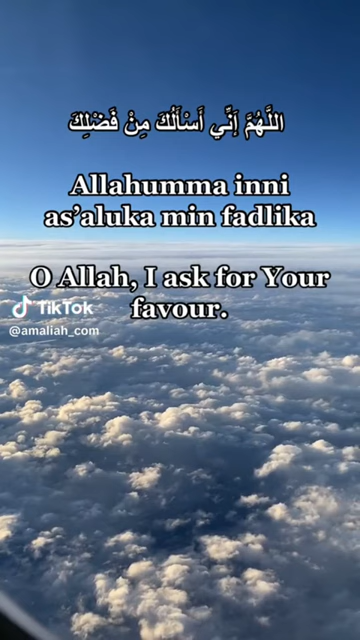 اللَّهُمَّ إِنِّي أَسْأَلُكَ مِنْ فَضْلِكَ
Allahumma inni
as’aluka min fadlika
O Allah, I ask for Your
favour.
TikTok
@amaliah_com